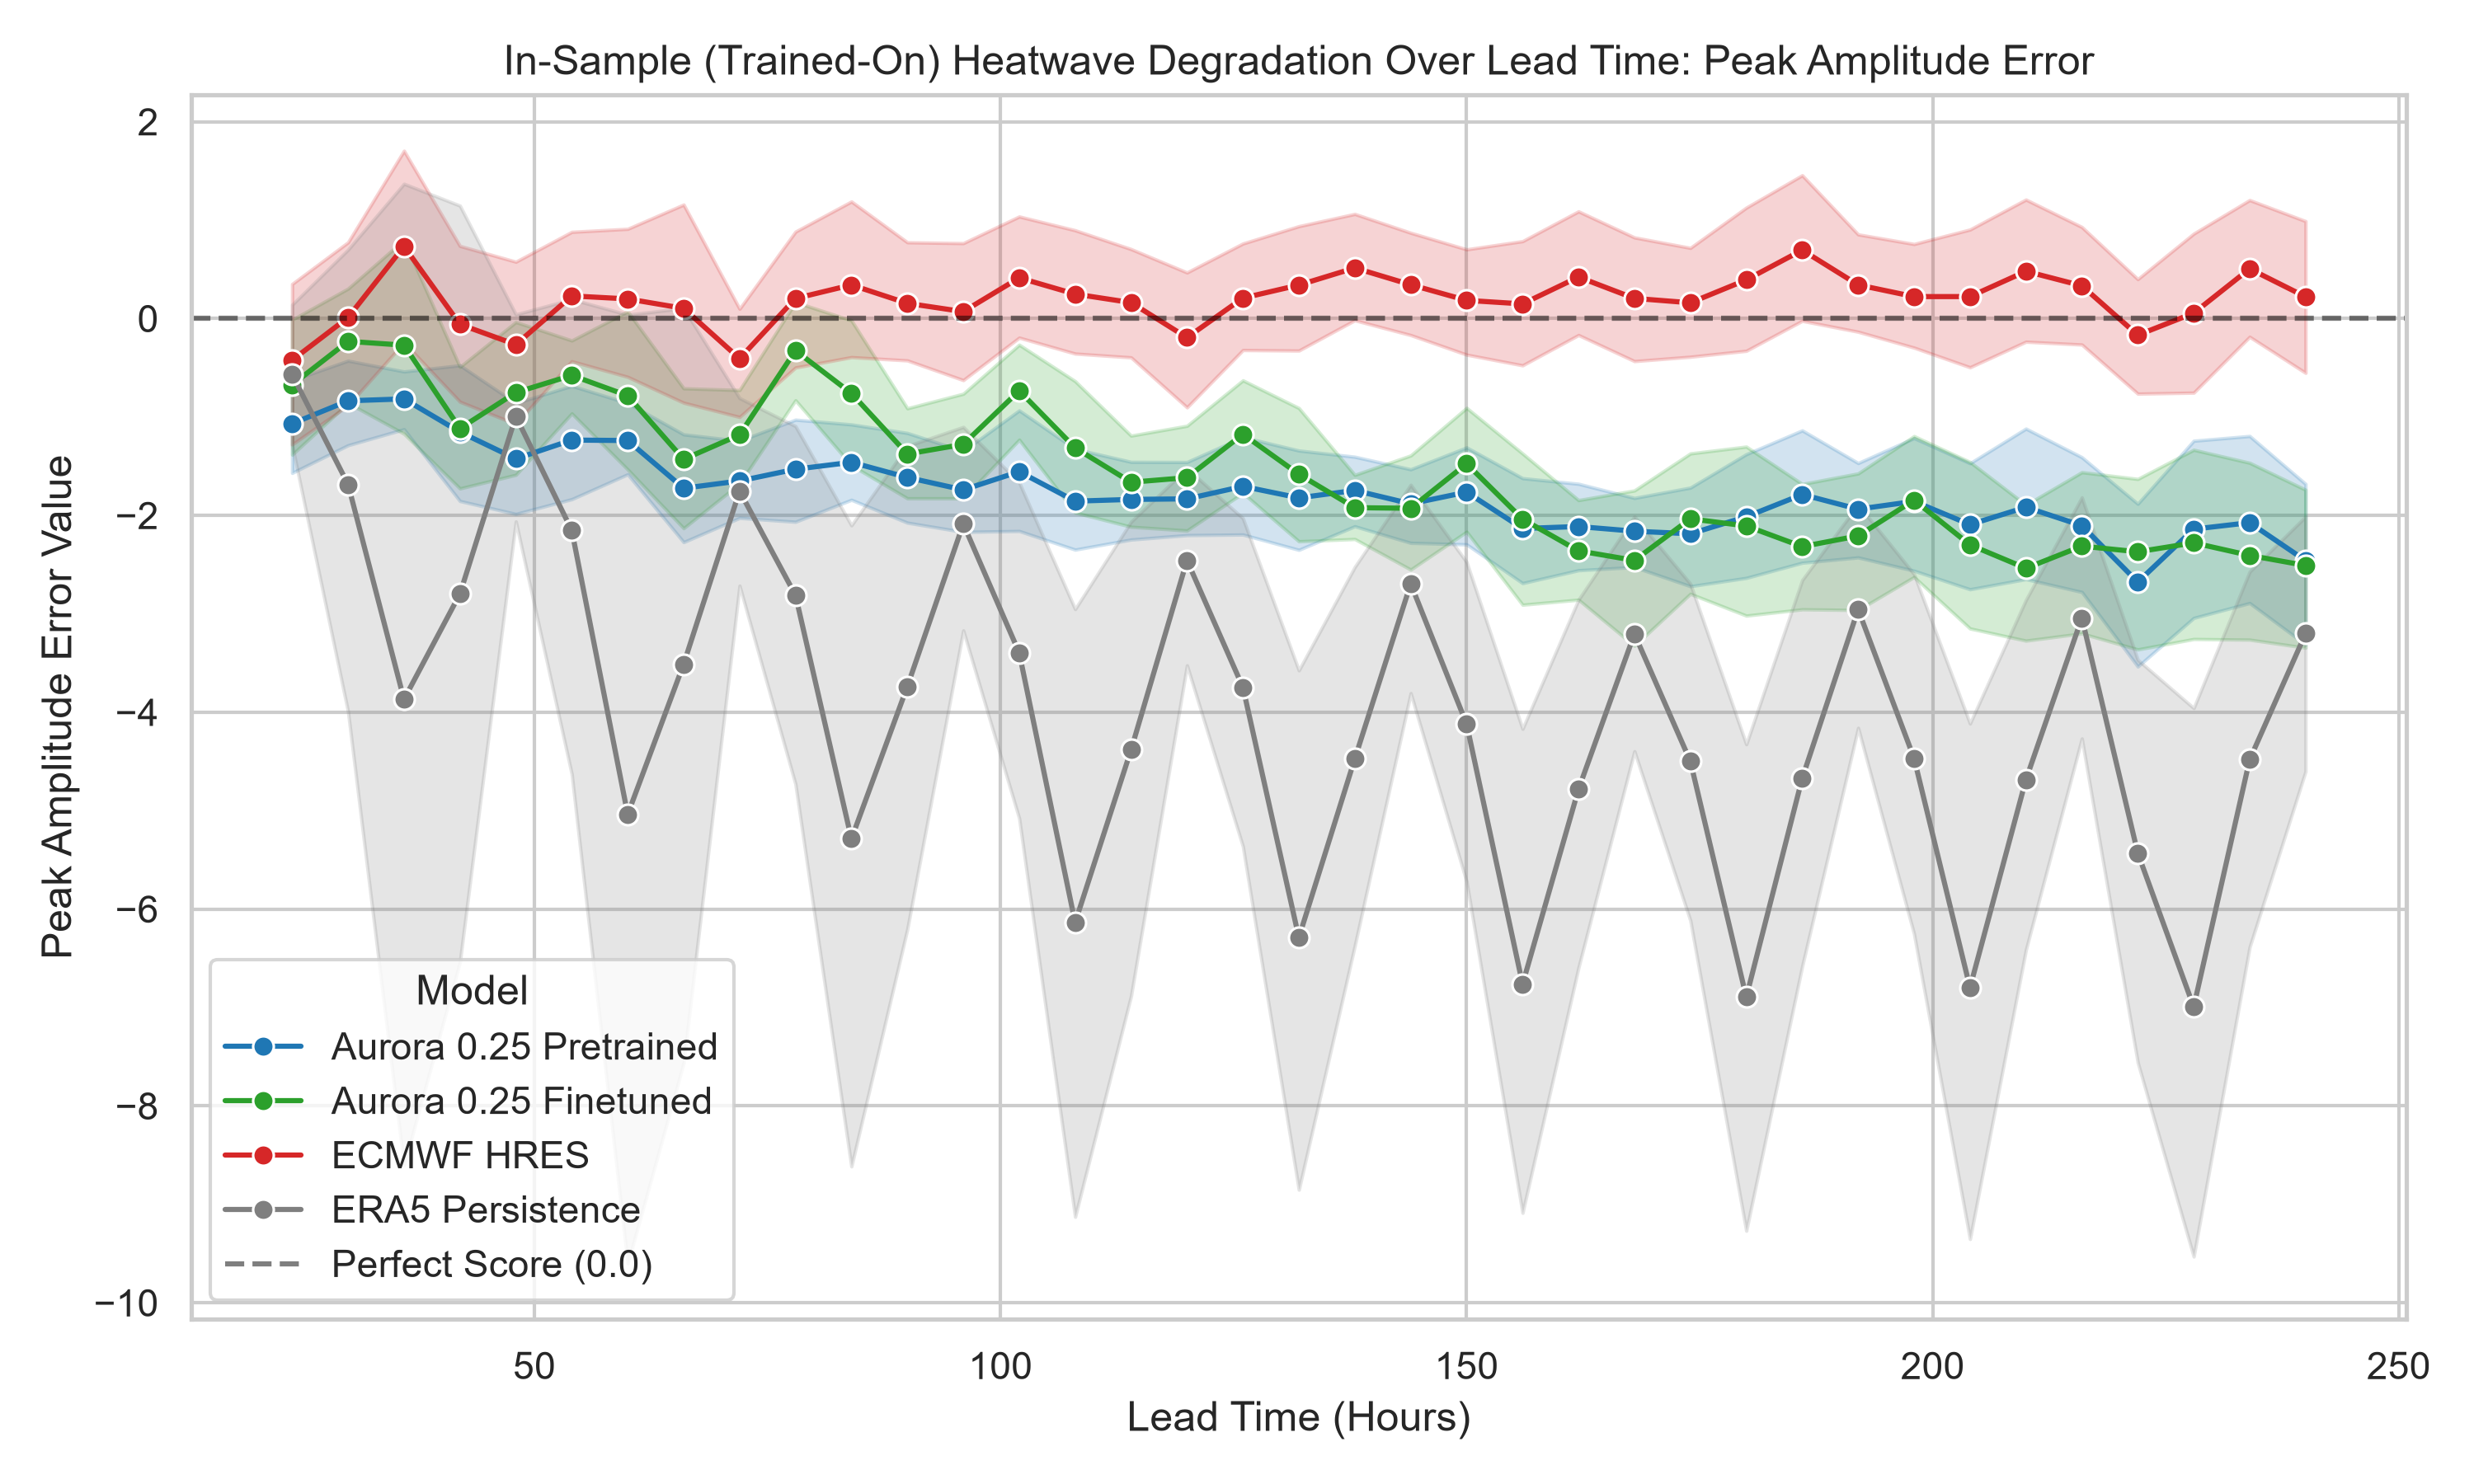 In-Sample (Trained-On) Heatwave Degradation Over Lead Time: Peak Amplitude Error
Peak Amplitude Error Value
2
0
−2
−4
−6
−8
−10
Model
Aurora 0.25 Pretrained
Aurora 0.25 Finetuned
ECMWF HRES
ERA5 Persistence
Perfect Score (0.0)
50
100
150
200
250
Lead Time (Hours)